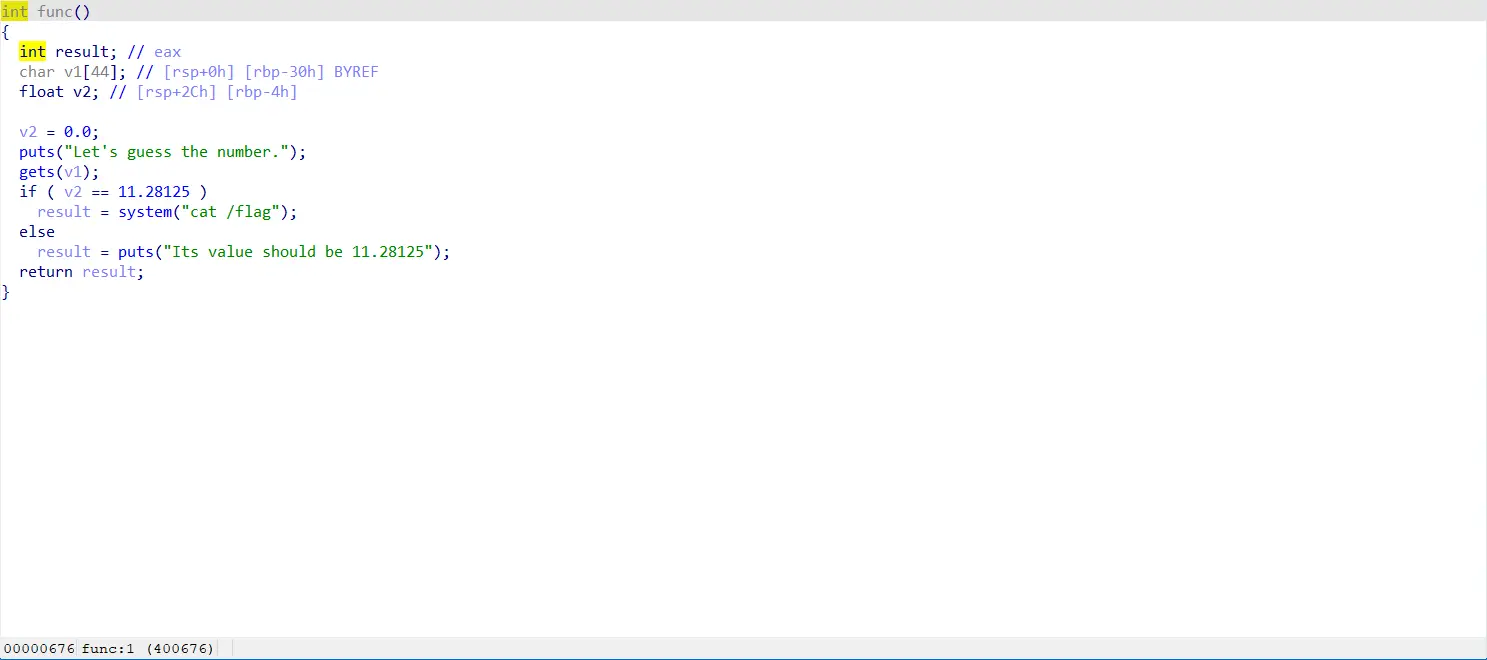 int func()
{
  int result; // eax
  char v1[44]; // [rsp+0h] [rbp-30h] BYREF
  float v2; // [rsp+2Ch] [rbp-4h]

  v2 = 0.0;
  puts("Let's guess the number.");
  gets(v1);
  if ( v2 == 11.28125 )
    result = system("cat /flag");
  else
    result = puts("Its value should be 11.28125");
  return result;
}
00000676 func:1 (400676)